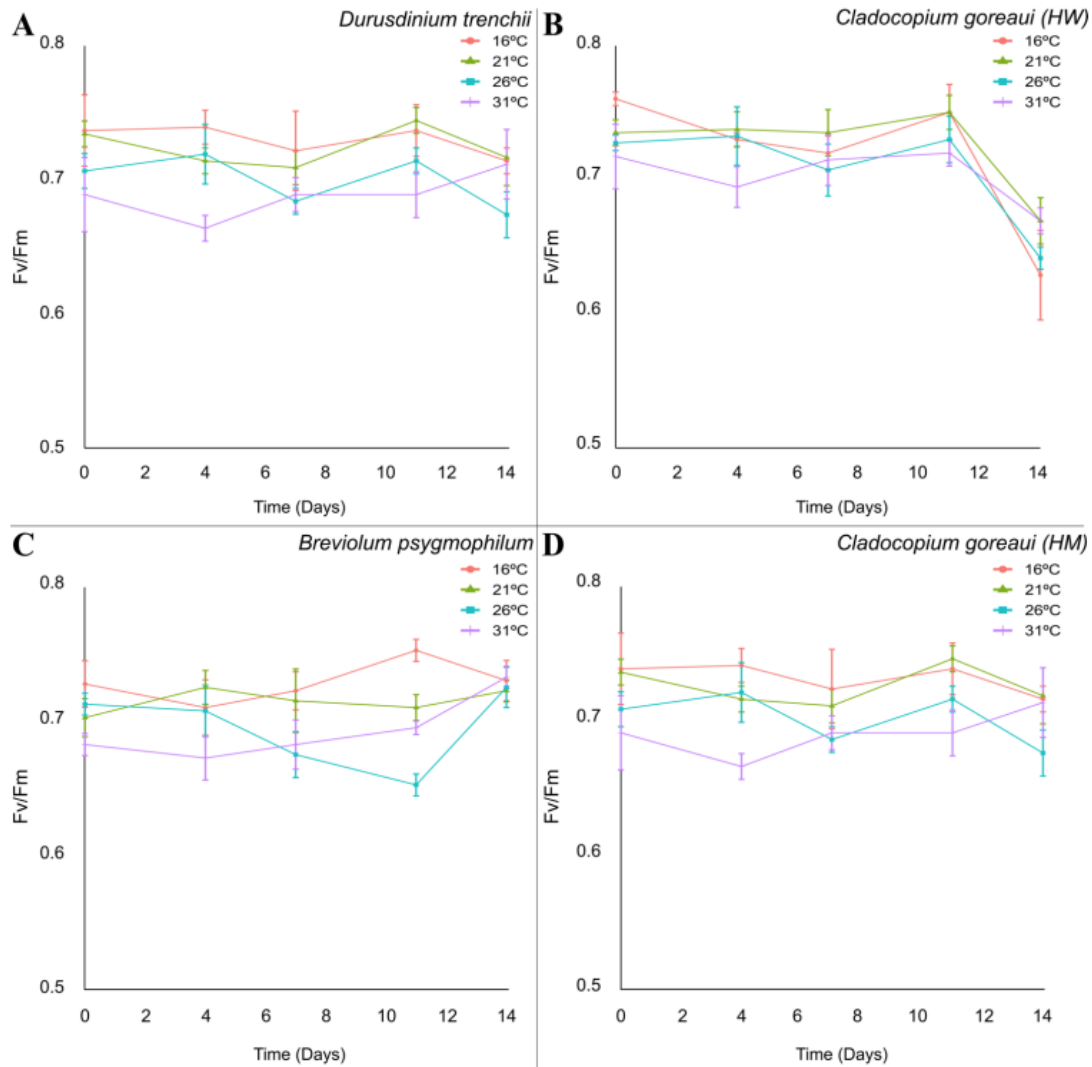 A
Durusdinium trenchii
16ºC
21ºC
26ºC
31ºC
0.8
0.7
0.6
0.5
Fv/Fm
0 2 4 6 8 10 12 14
Time (Days)
B
Cladocopium goreaui (HW)
16ºC
21ºC
26ºC
31ºC
0.8
0.7
0.6
0.5
Fv/Fm
0 2 4 6 8 10 12 14
Time (Days)
C
Breviolum psygmophilum
16ºC
21ºC
26ºC
31ºC
0.8
0.7
0.6
0.5
Fv/Fm
0 2 4 6 8 10 12 14
Time (Days)
D
Cladocopium goreaui (HM)
16ºC
21ºC
26ºC
31ºC
0.8
0.7
0.6
0.5
Fv/Fm
0 2 4 6 8 10 12 14
Time (Days)